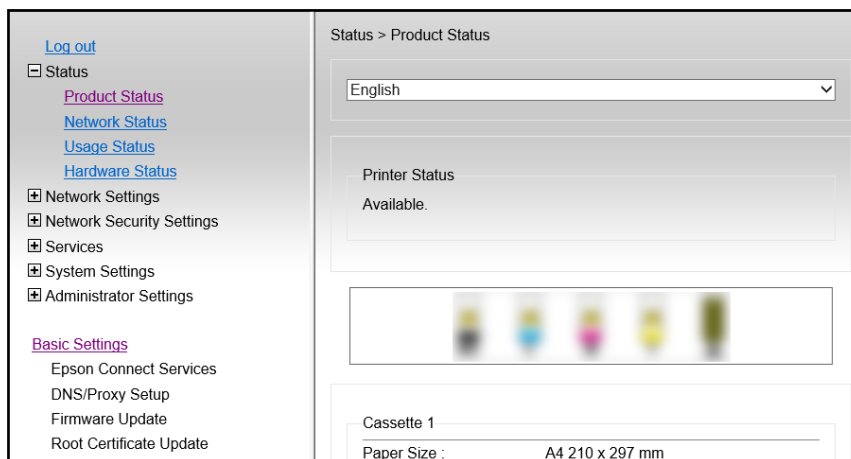 Log out
Status
Product Status
Network Status
Usage Status
Hardware Status
Network Settings
Network Security Settings
Services
System Settings
Administrator Settings
Basic Settings
Epson Connect Services
DNS/Proxy Setup
Firmware Update
Root Certificate Update
Status > Product Status
English
Printer Status
Available.
Cassette 1
Paper Size : A4 210 x 297 mm